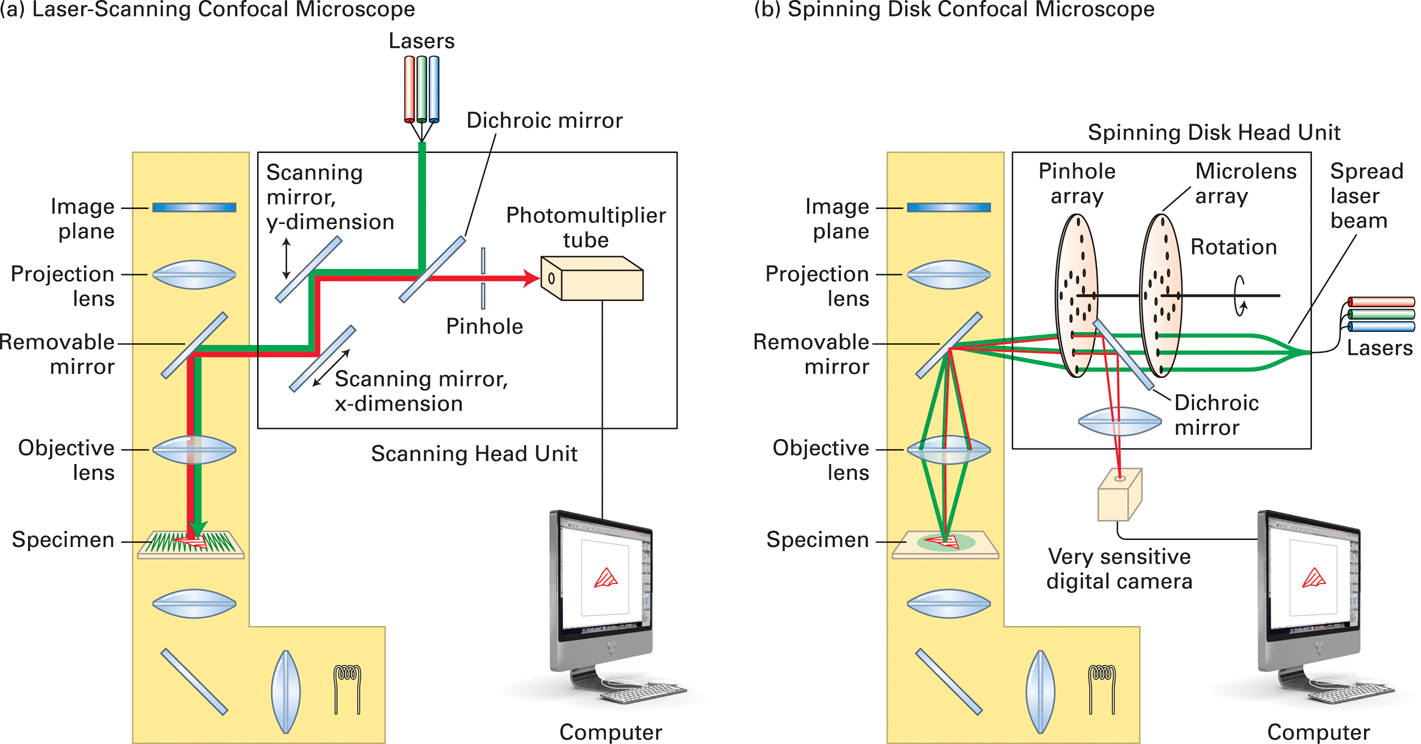 (a) Laser-Scanning Confocal Microscope
Lasers
Dichroic mirror
Scanning
mirror,
y-dimension
Photomultiplier
tube
Image
plane
Projection
lens
Pinhole
Removable
mirror
Scanning mirror,
x-dimension
Objective
lens
Scanning Head Unit
Specimen
Computer
(b) Spinning Disk Confocal Microscope
Spinning Disk Head Unit
Pinhole
array
Microlens
array
Spread
laser
beam
Image
plane
Rotation
Projection
lens
Removable
mirror
Lasers
Dichroic
mirror
Objective
lens
Specimen
Very sensitive
digital camera
Computer